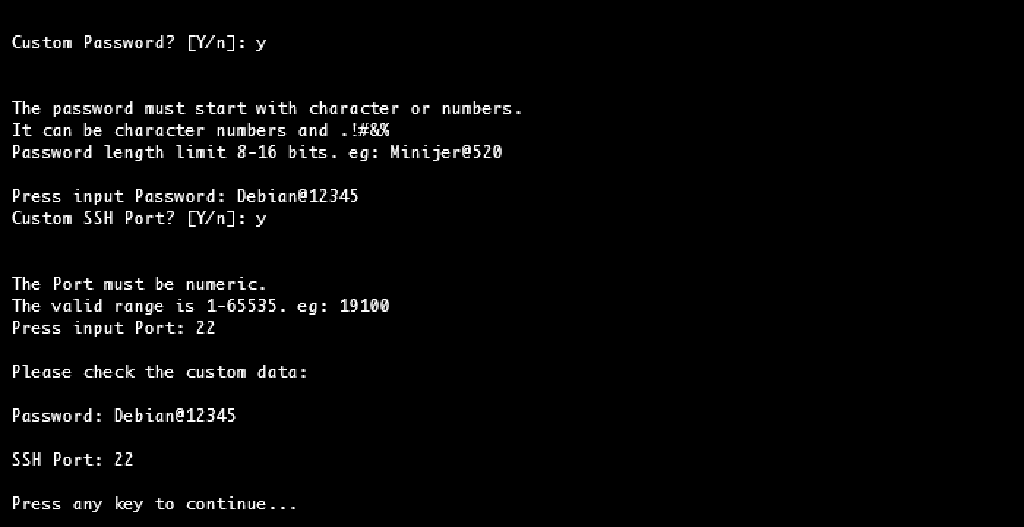 Custom Password? [Y/n]: y
The password must start with character or numbers.
It can be character numbers and .!#&%
Password length limit 8-16 bits. eg: Minijer@520
Press input Password: Debian@12345
Custom SSH Port? [Y/n]: y
The Port must be numeric.
The valid range is 1-65535. eg: 19100
Press input Port: 22
Please check the custom data:
Password: Debian@12345
SSH Port: 22
Press any key to continue...